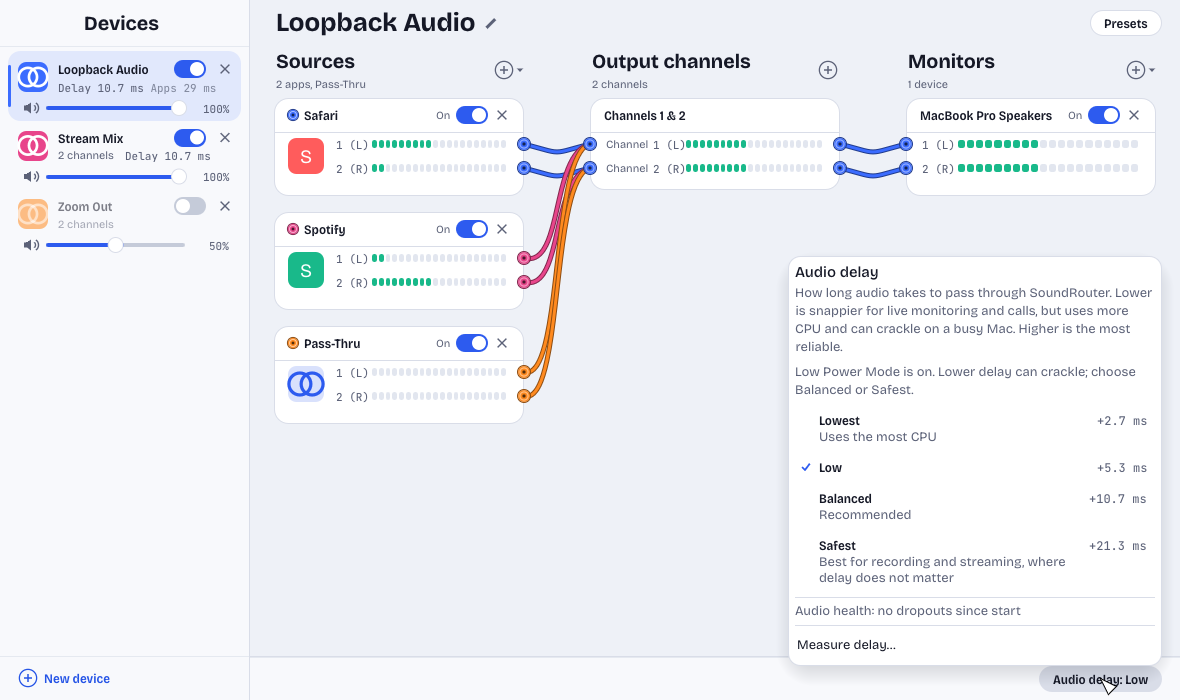 Devices
Loopback Audio
Delay 10.7 ms Apps 29 ms
100%
Stream Mix
2 channels Delay 10.7 ms
100%
Zoom Out
2 channels
50%
New device
Loopback Audio
Presets
Sources
2 apps, Pass-Thru
Safari
On
S
1 (L)
2 (R)
Spotify
On
S
1 (L)
2 (R)
Pass-Thru
On
1 (L)
2 (R)
Output channels
2 channels
Channels 1 & 2
Channel 1 (L)
Channel 2 (R)
Monitors
1 device
MacBook Pro Speakers
On
1 (L)
2 (R)
Audio delay
How long audio takes to pass through SoundRouter. Lower
is snappier for live monitoring and calls, but uses more
CPU and can crackle on a busy Mac. Higher is the most
reliable.
Low Power Mode is on. Lower delay can crackle; choose
Balanced or Safest.
Lowest +2.7 ms
Uses the most CPU
Low +5.3 ms
Balanced +10.7 ms
Recommended
Safest +21.3 ms
Best for recording and streaming, where
delay does not matter
Audio health: no dropouts since start
Measure delay...
Audio delay: Low